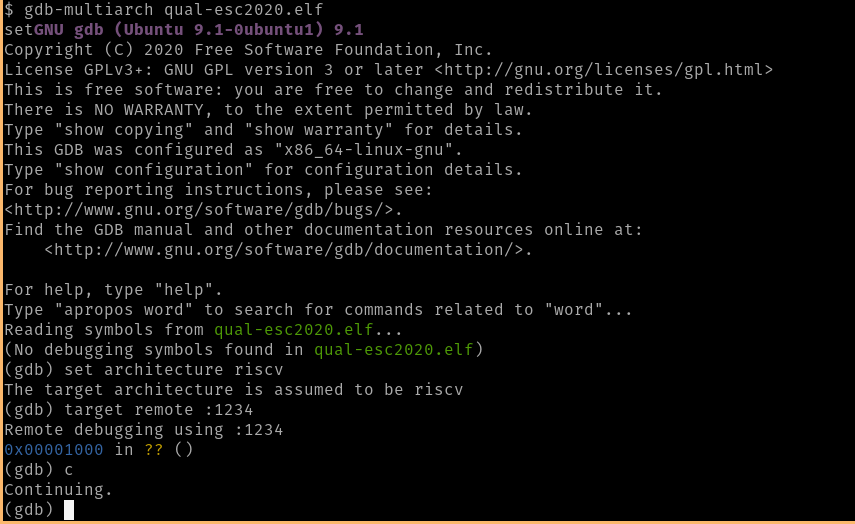 $ gdb-multiarch qual-esc2020.elf
setGNU gdb (Ubuntu 9.1-0ubuntu1) 9.1
Copyright (C) 2020 Free Software Foundation, Inc.
License GPLv3+: GNU GPL version 3 or later <http://gnu.org/licenses/gpl.html>
This is free software: you are free to change and redistribute it.
There is NO WARRANTY, to the extent permitted by law.
Type "show copying" and "show warranty" for details.
This GDB was configured as "x86_64-linux-gnu".
Type "show configuration" for configuration details.
For bug reporting instructions, please see:
<http://www.gnu.org/software/gdb/bugs/>.
Find the GDB manual and other documentation resources online at:
    <http://www.gnu.org/software/gdb/documentation/>.

For help, type "help".
Type "apropos word" to search for commands related to "word"...
Reading symbols from qual-esc2020.elf...
(No debugging symbols found in qual-esc2020.elf)
(gdb) set architecture riscv
The target architecture is assumed to be riscv
(gdb) target remote :1234
Remote debugging using :1234
0x00001000 in ?? ()
(gdb) c
Continuing.
(gdb)